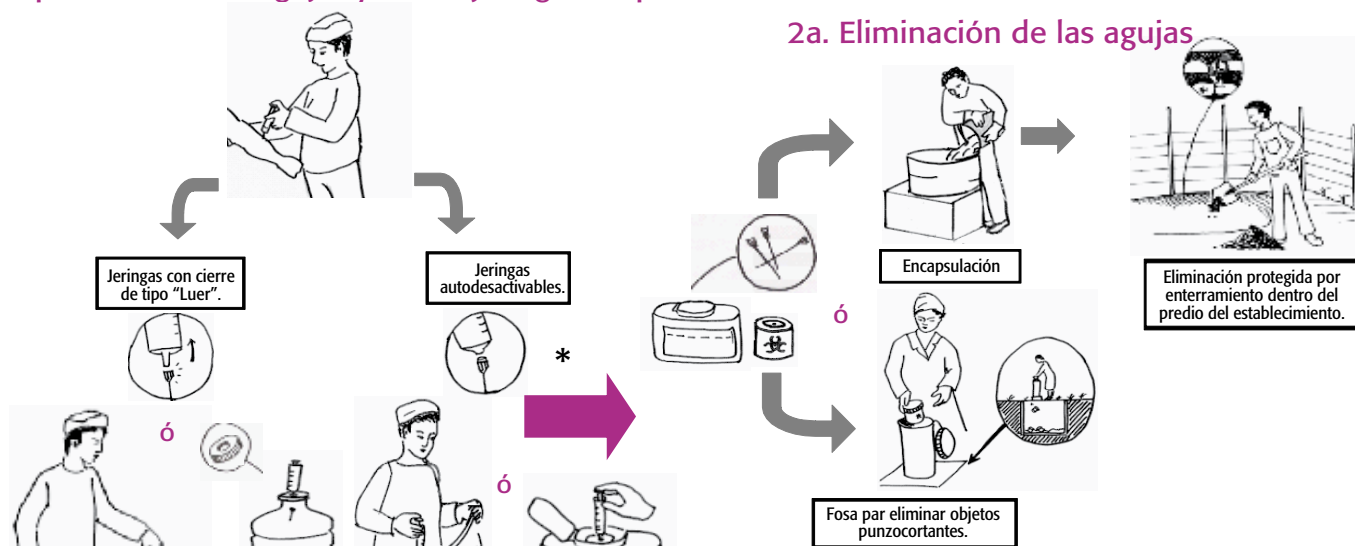 2a. Eliminación de las agujas
Jeringas con cierre
de tipo “Luer”.
Jeringas
autodesactivables.
*
ó
ó
Encapsulación
ó
Fosa par eliminar objetos
punzocortantes.
Eliminación protegida por
enterramiento dentro del
predio del establecimiento.